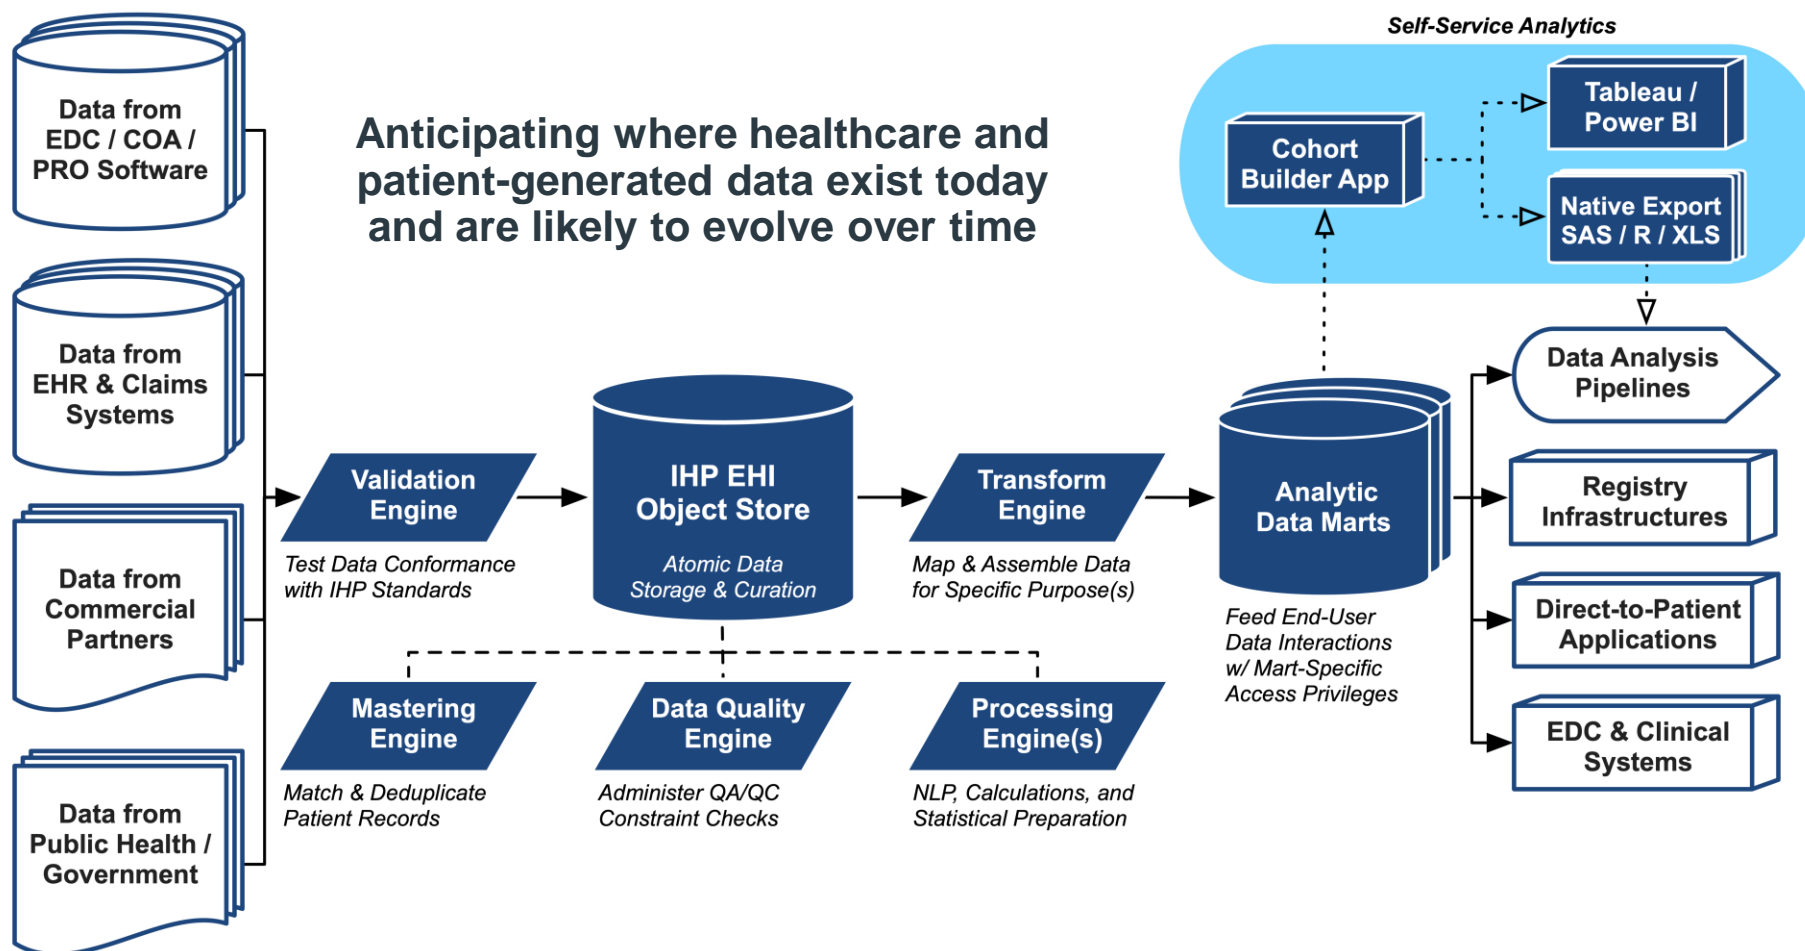 Self-Service Analytics
Data from
EDC / COA /
PRO Software
Anticipating where healthcare and
patient-generated data exist today
and are likely to evolve over time
Cohort
Builder App
Tableau /
Power BI
Native Export
SAS / R / XLS
Data from
EHR & Claims
Systems
Data Analysis
Pipelines
Validation
Engine
Test Data Conformance
with IHP Standards
IHP EHI
Object Store
Atomic Data
Storage & Curation
Transform
Engine
Map & Assemble Data
for Specific Purpose(s)
Analytic
Data Marts
Feed End-User
Data Interactions
w/ Mart-Specific
Access Privileges
Registry
Infrastructures
Data from
Commercial
Partners
Direct-to-Patient
Applications
Mastering
Engine
Match & Deduplicate
Patient Records
Data Quality
Engine
Administer QA/QC
Constraint Checks
Processing
Engine(s)
NLP, Calculations, and
Statistical Preparation
EDC & Clinical
Systems
Data from
Public Health /
Government